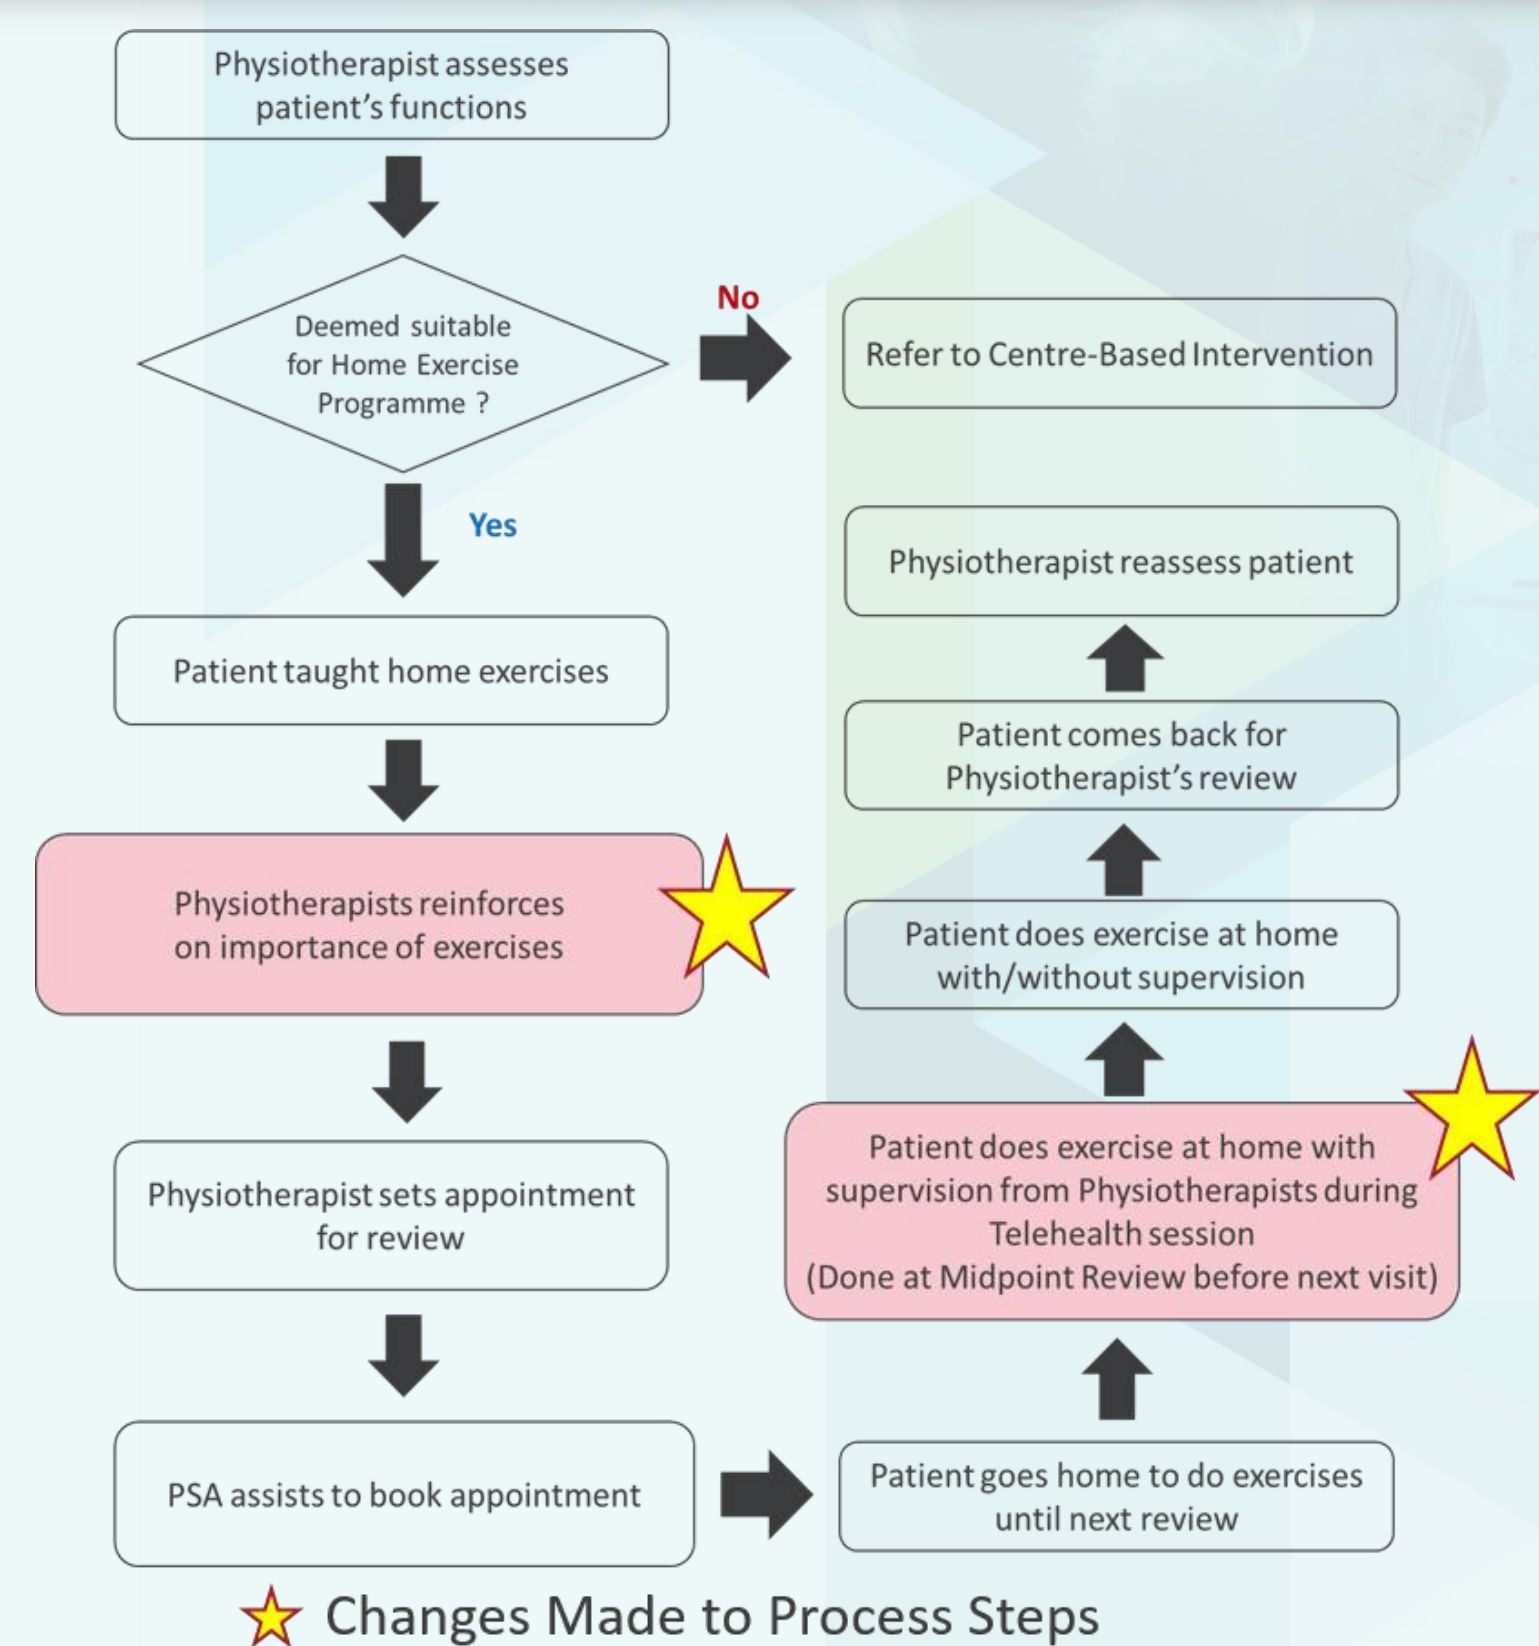 Physiotherapist assesses
patient's functions
Deemed suitable
for Home Exercise
Programme ?
No
Refer to Centre-Based Intervention
Yes
Patient taught home exercises
Physiotherapists reinforces
on importance of exercises
Physiotherapist sets appointment
for review
PSA assists to book appointment
Patient goes home to do exercises
until next review
Patient does exercise at home with
supervision from Physiotherapists during
Telehealth session
(Done at Midpoint Review before next visit)
Patient does exercise at home
with/without supervision
Patient comes back for
Physiotherapist's review
Physiotherapist reassess patient
Changes Made to Process Steps